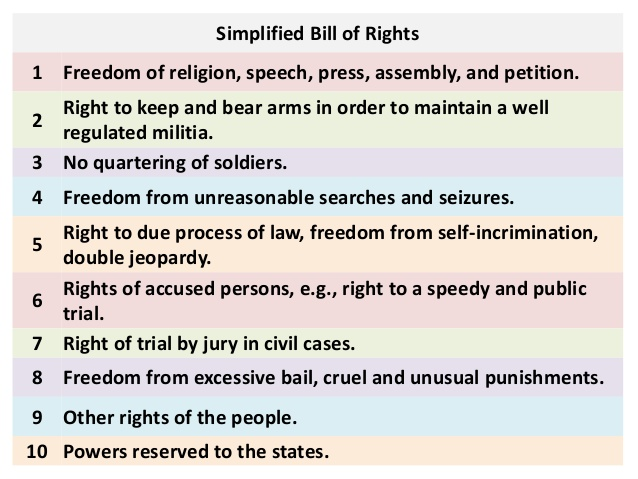 Simplified Bill of Rights
1 Freedom of religion, speech, press, assembly, and petition.
2 Right to keep and bear arms in order to maintain a well
regulated militia.
3 No quartering of soldiers.
4 Freedom from unreasonable searches and seizures.
5 Right to due process of law, freedom from self-incrimination,
double jeopardy.
6 Rights of accused persons, e.g., right to a speedy and public
trial.
7 Right of trial by jury in civil cases.
8 Freedom from excessive bail, cruel and unusual punishments.
9 Other rights of the people.
10 Powers reserved to the states.